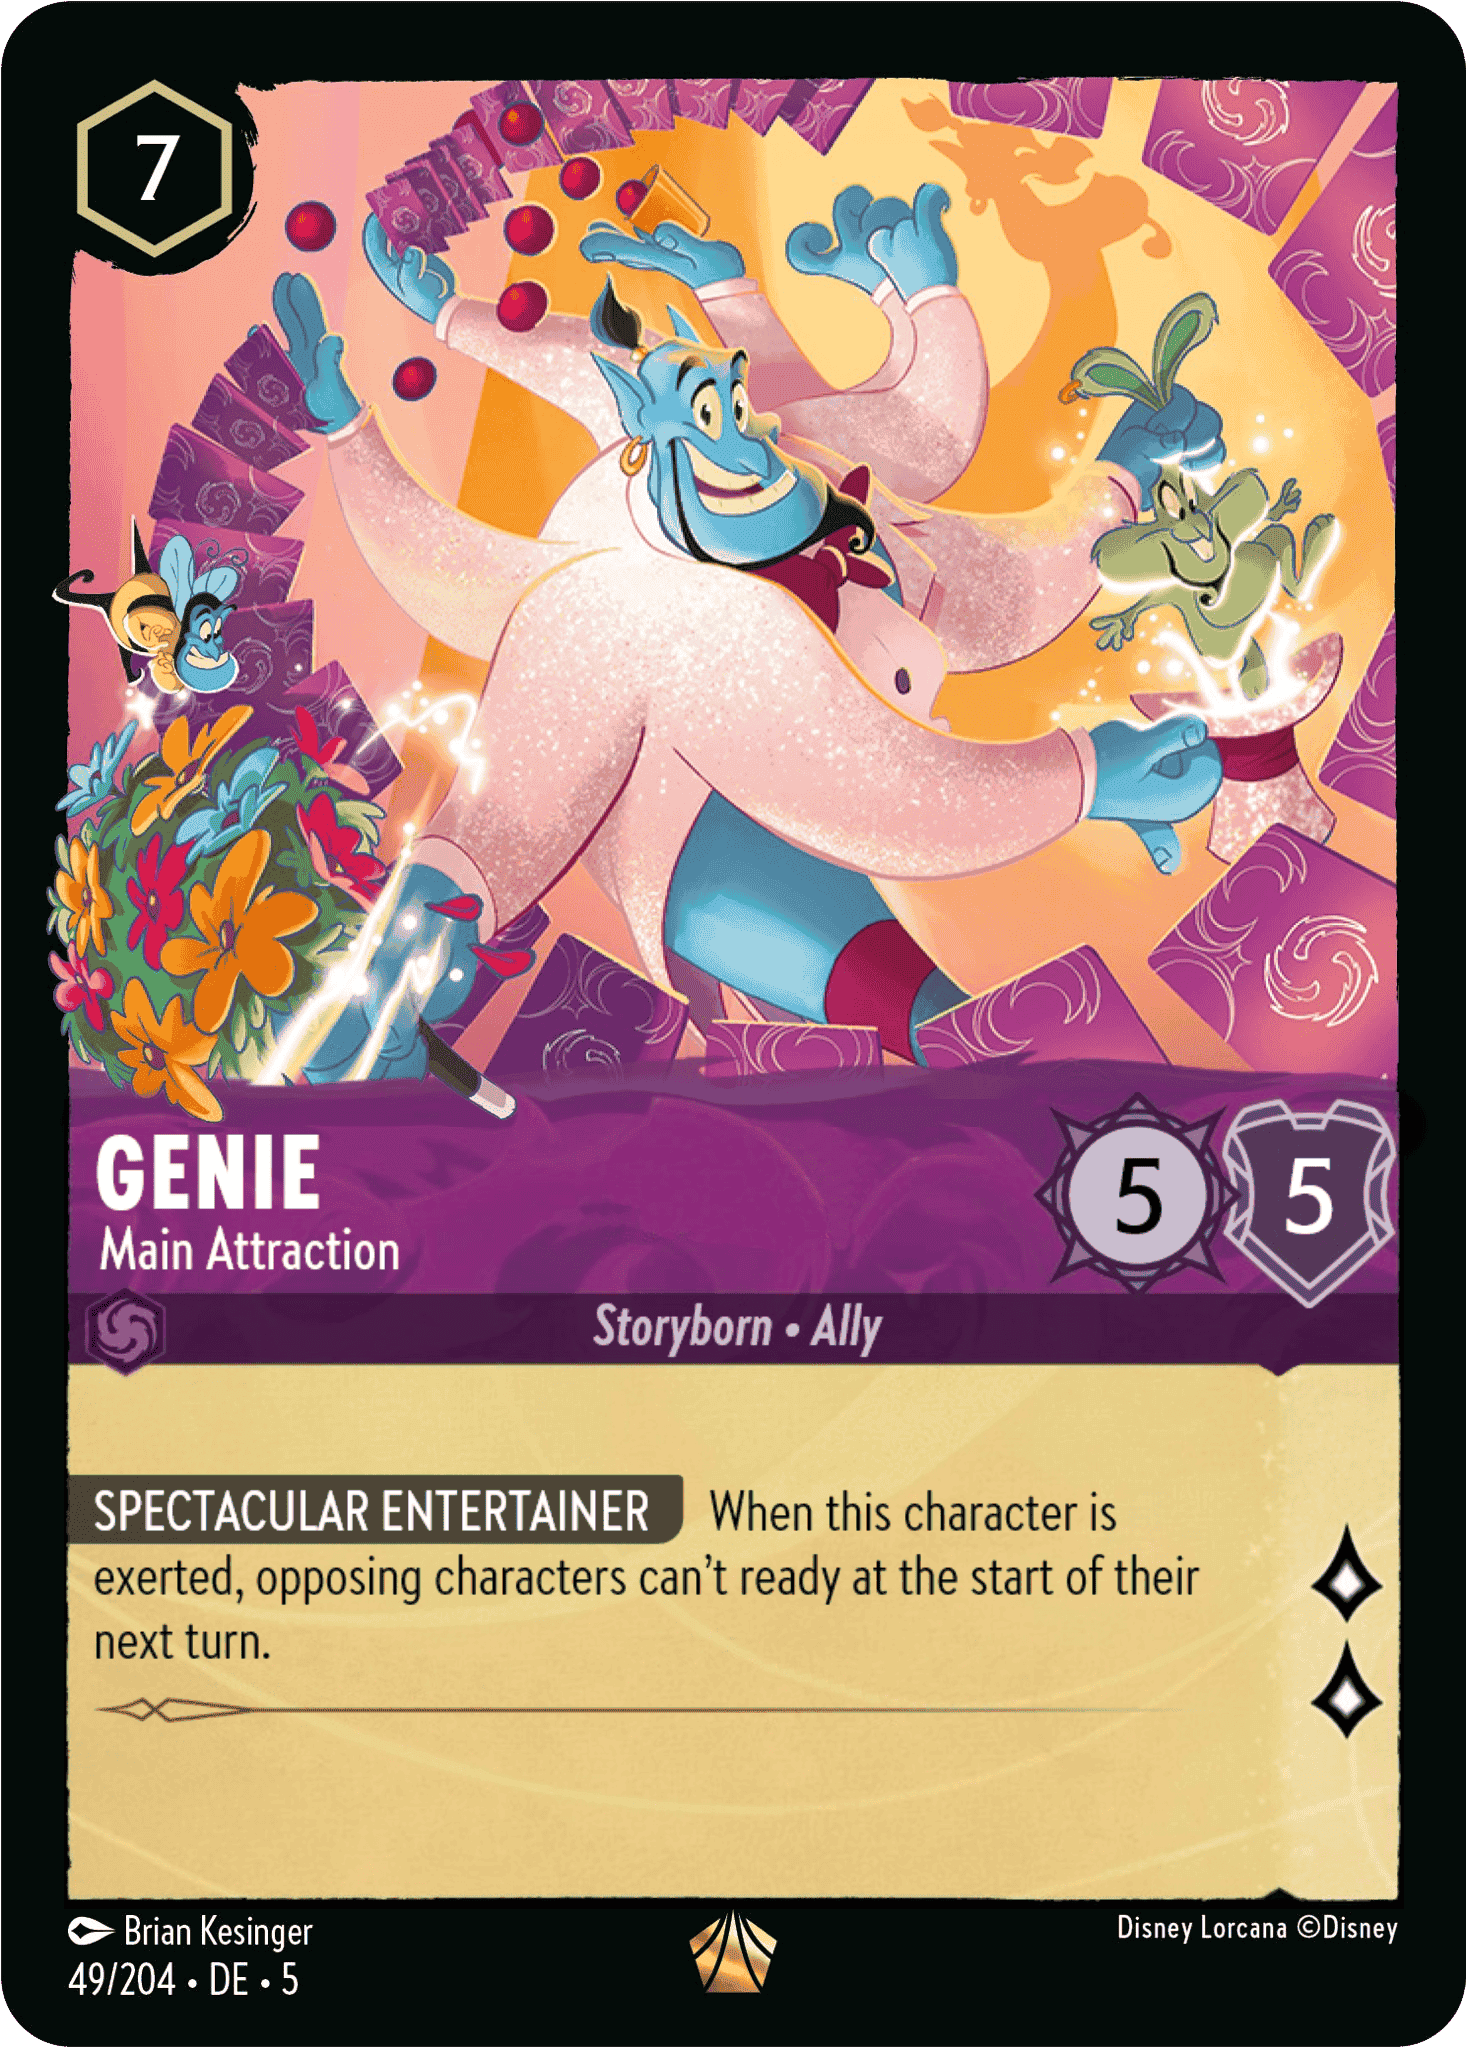 7
GENIE
Main Attraction
5
5
Storyborn • Ally
SPECTACULAR ENTERTAINER When this character is
exerted, opposing characters can’t ready at the start of their
next turn.
Brian Kesinger
49/204 • DE • 5
Disney Lorcana ©Disney